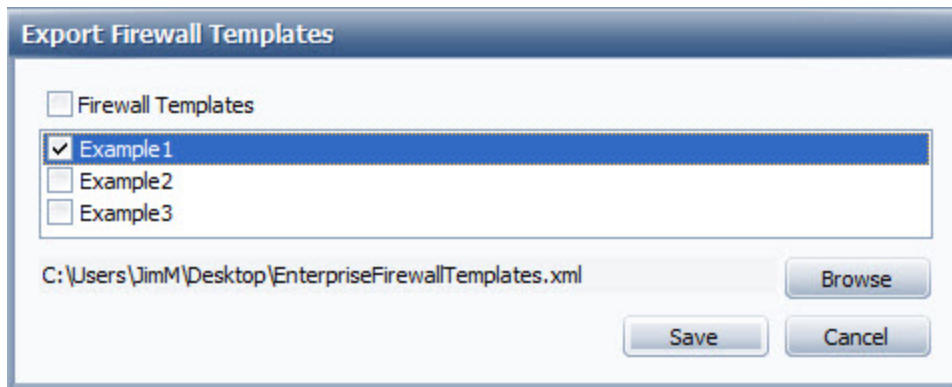 Export Firewall Templates
Firewall Templates
Example1
Example2
Example3
C:\Users\JimM\Desktop\EnterpriseFirewallTemplates.xml
Browse
Save
Cancel